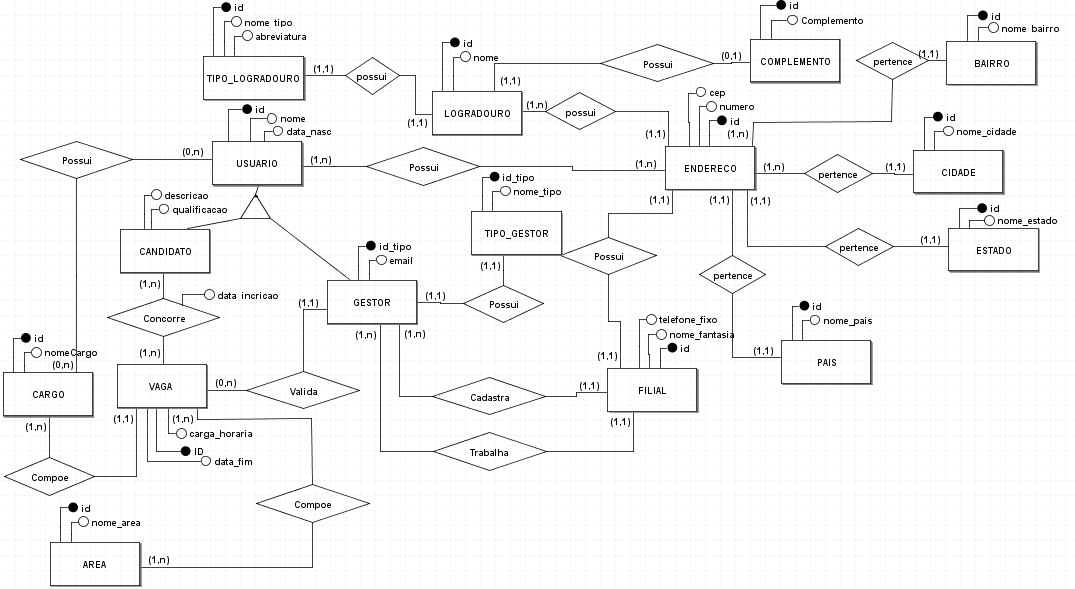 id
nome tipo
abreviatura
TIPO_LOGRADOURO
(1,1)
possui
(1,1)
id
nome
LOGRADOURO
(1,1)
Possui
(0,1)
id
Complemento
COMPLEMENTO
(1,n)
possui
(1,1)
pertence
(1,1)
id
nome bairro
BAIRRO
cep
numero
id
(1,n)
ENDERECO
id
nome
data_nasc
USUARIO
(0,n)
Possui
(1,n)
Possui
(1,n)
(1,n)
pertence
(1,1)
id
nome_cidade
CIDADE
descricao
qualificacao
CANDIDATO
id_tipo
nome_tipo
TIPO_GESTOR
(1,1)
(1,1)
(1,1)
(1,1)
Possui
pertence
(1,1)
id
nome_estado
ESTADO
id_tipo
email
GESTOR
(1,1)
Possui
pertence
(1,1)
data incricao
Concorre
(1,n)
(1,1)
(1,n)
id
nome_pais
PAIS
(1,1)
telefone_fixo
nome_fantasia
id
(1,1)
FILIAL
id
nomeCargo
(0,n)
CARGO
(1,n)
VAGA
(0,n)
Valida
Cadastra
(1,1)
(1,n)
(1,1)
(1,n)
carga_horaria
ID
data_fim
Trabalha
(1,1)
Compoe
Compoe
id
nome_area
AREA
(1,n)